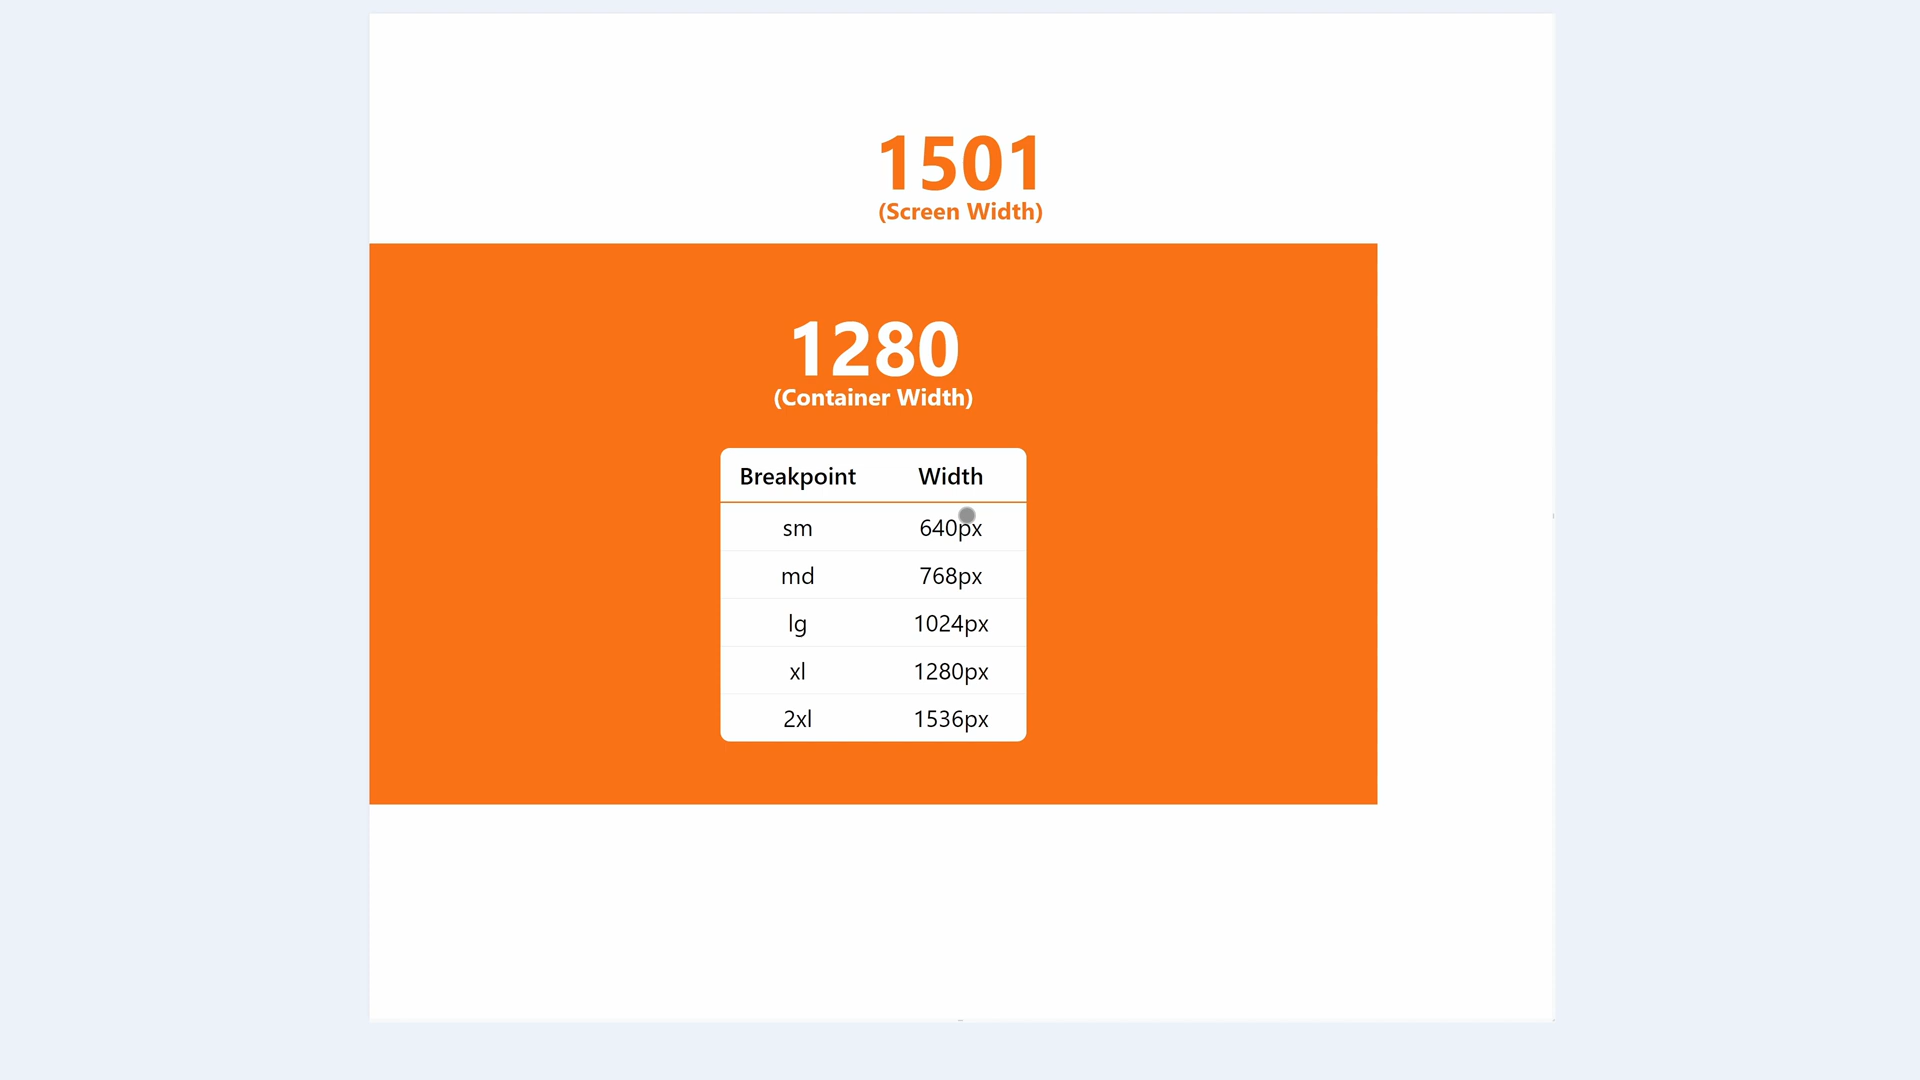 1501
(Screen Width)
1280
(Container Width)
Breakpoint Width
sm 640px
md 768px
lg 1024px
xl 1280px
2xl 1536px